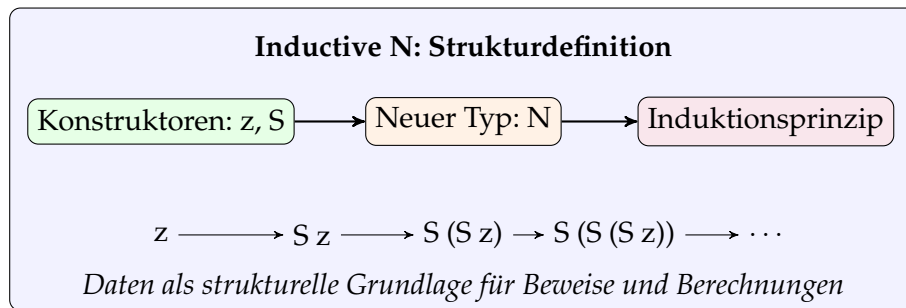 Inductive N: Strukturdefinition
Konstruktoren: z, S Neuer Typ: N Induktionsprinzip
z S z S (S z) S (S (S z)) ···
Daten als strukturelle Grundlage für Beweise und Berechnungen